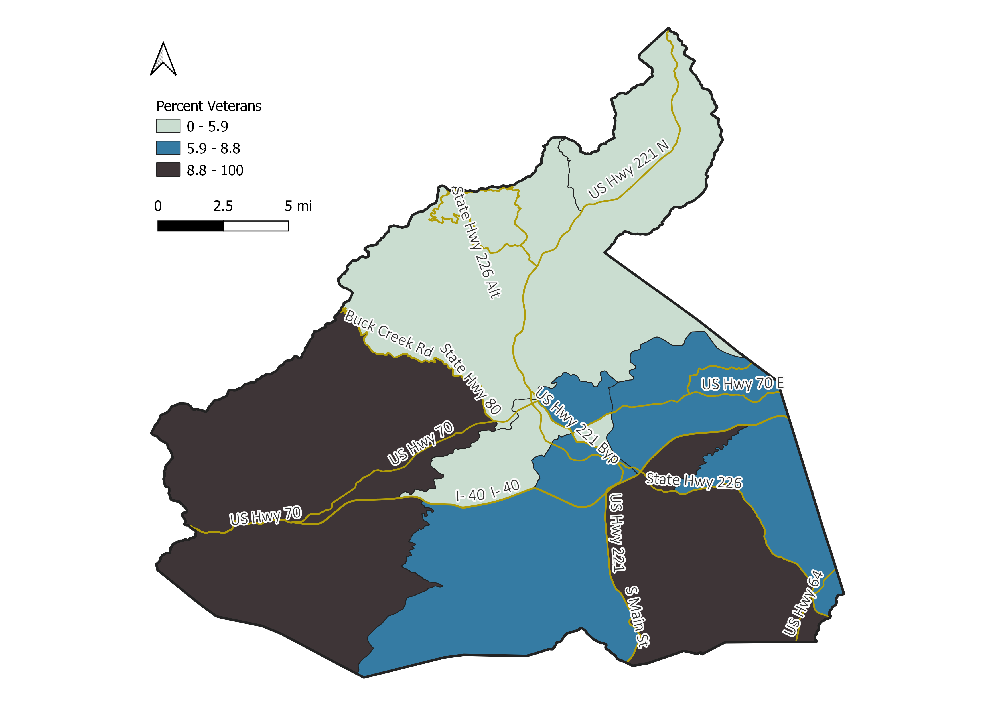 Percent Veterans
0 - 5.9
5.9 - 8.8
8.8 - 100
0 2.5 5 mi
US Hwy 221 N
State Hwy 226 Alt
Buck Creek Rd
State Hwy 80
US Hwy 70 E
US Hwy 221 Byp
US Hwy 70
State Hwy 226
I- 40 I- 40
US Hwy 70
US Hwy 221
US Hwy 64
S Main St